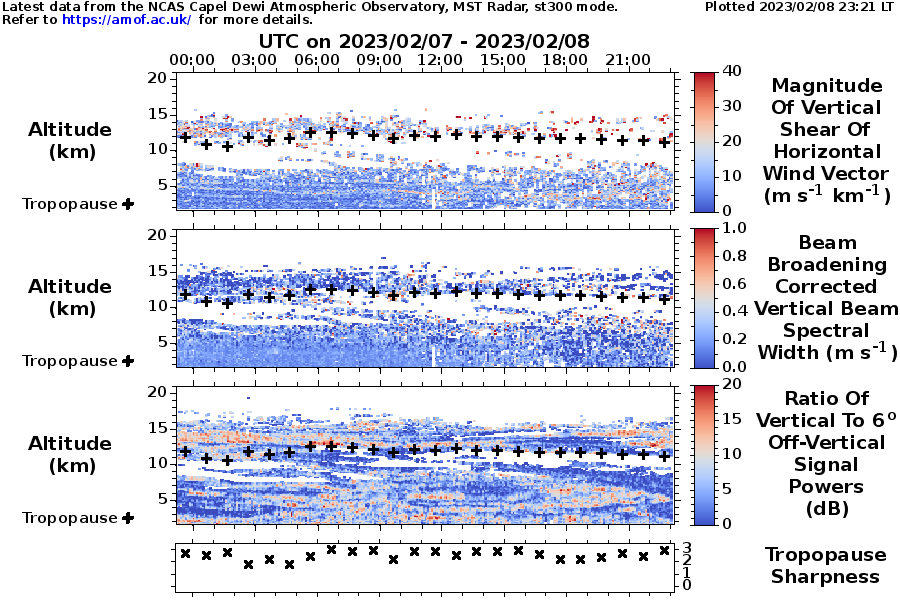 Latest data from the NCAS Capel Dewi Atmospheric Observatory, MST Radar, st300 mode.
Plotted 2023/02/08 23:21 LT
Refer to https://amof.ac.uk/ for more details.
UTC on 2023/02/07 - 2023/02/08
00:00 03:00 06:00 09:00 12:00 15:00 18:00 21:00
20
15
10
5
Altitude
(km)
Tropopause
40
30
20
10
0
Magnitude
Of Vertical
Shear Of
Horizontal
Wind Vector
(m s-1 km-1)
20
15
10
5
Altitude
(km)
Tropopause
1.0
0.8
0.6
0.4
0.2
0.0
Beam
Broadening
Corrected
Vertical Beam
Spectral
Width (m s-1)
20
15
10
5
Altitude
(km)
Tropopause
20
15
10
5
0
Ratio Of
Vertical To 6o
Off-Vertical
Signal
Powers
(dB)
3
2
1
0
Tropopause
Sharpness